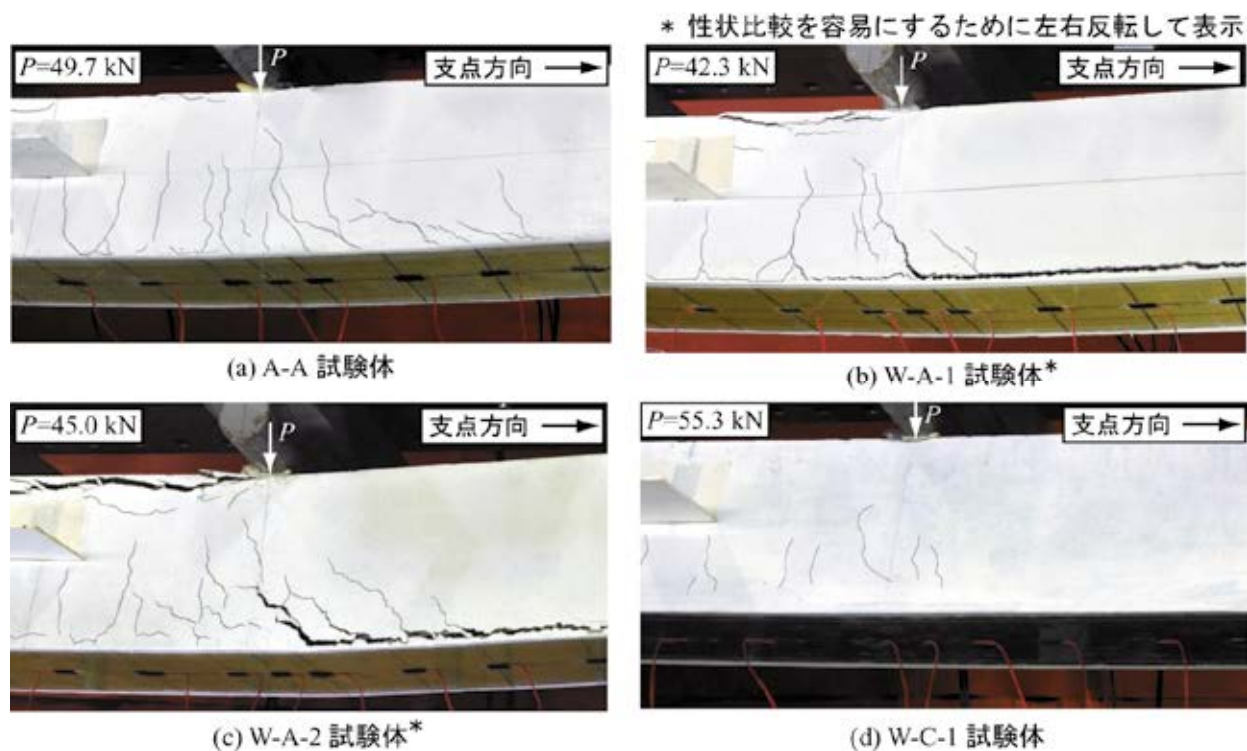 * 性状比較を容易にするために左右反転して表示
P=49.7 kN
P
支点方向
(a) A-A 試験体
P=42.3 kN
P
支点方向
(b) W-A-1 試験体*
P=45.0 kN
P
支点方向
(c) W-A-2 試験体*
P=55.3 kN
P
支点方向
(d) W-C-1 試験体